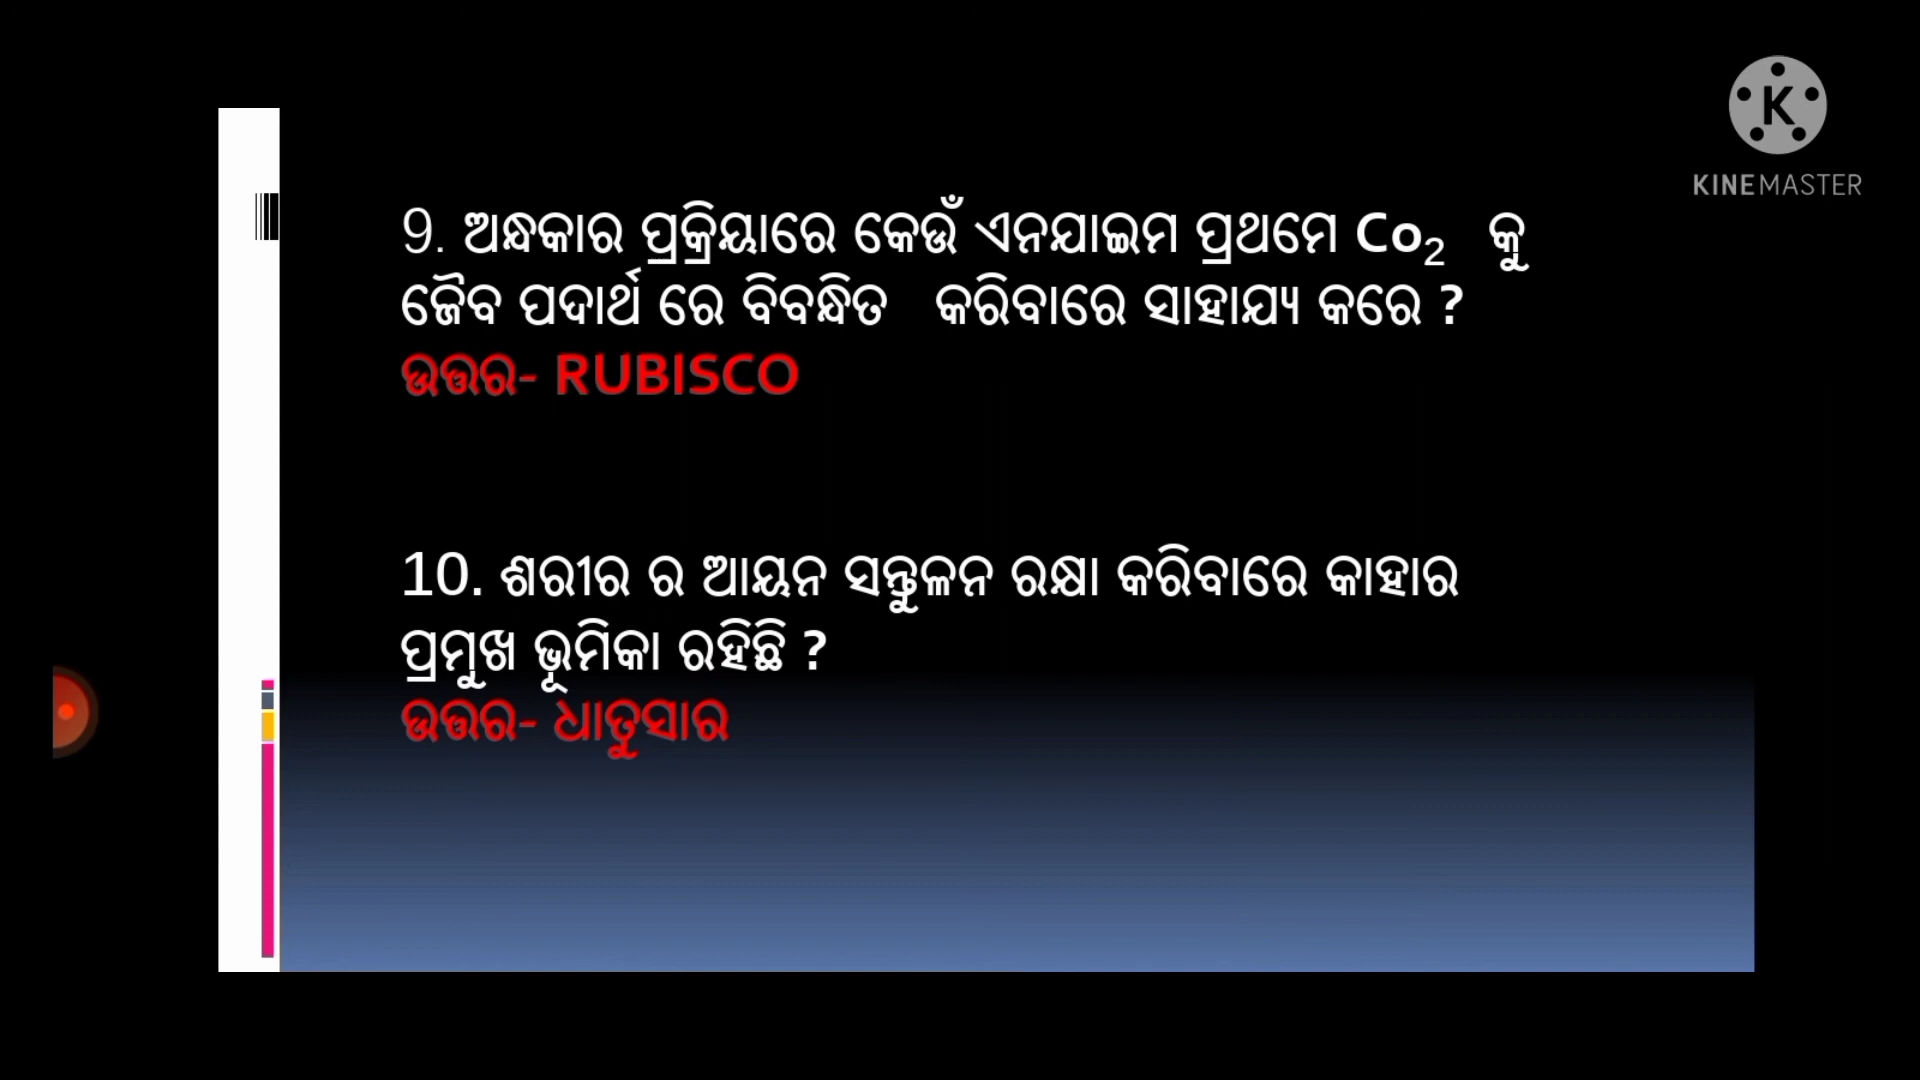 K
KINEMASTER
9. ଅନ୍ଧକାର ପ୍ରକ୍ରିୟାରେ କେଉଁ ଏନଯାଇମ ପ୍ରଥମେ Co₂ କୁ
ଜୈବ ପଦାର୍ଥ ରେ ବିବନ୍ଧିତ କରିବାରେ ସାହାଯ୍ୟ କରେ ?
ଉତ୍ତର- RUBISCO
10. ଶରୀର ର ଆୟନ ସନ୍ତୁଳନ ରକ୍ଷା କରିବାରେ କାହାର
ପ୍ରମୁଖ ଭୂମିକା ରହିଛି ?
ଉତ୍ତର- ଧାତୁସାର